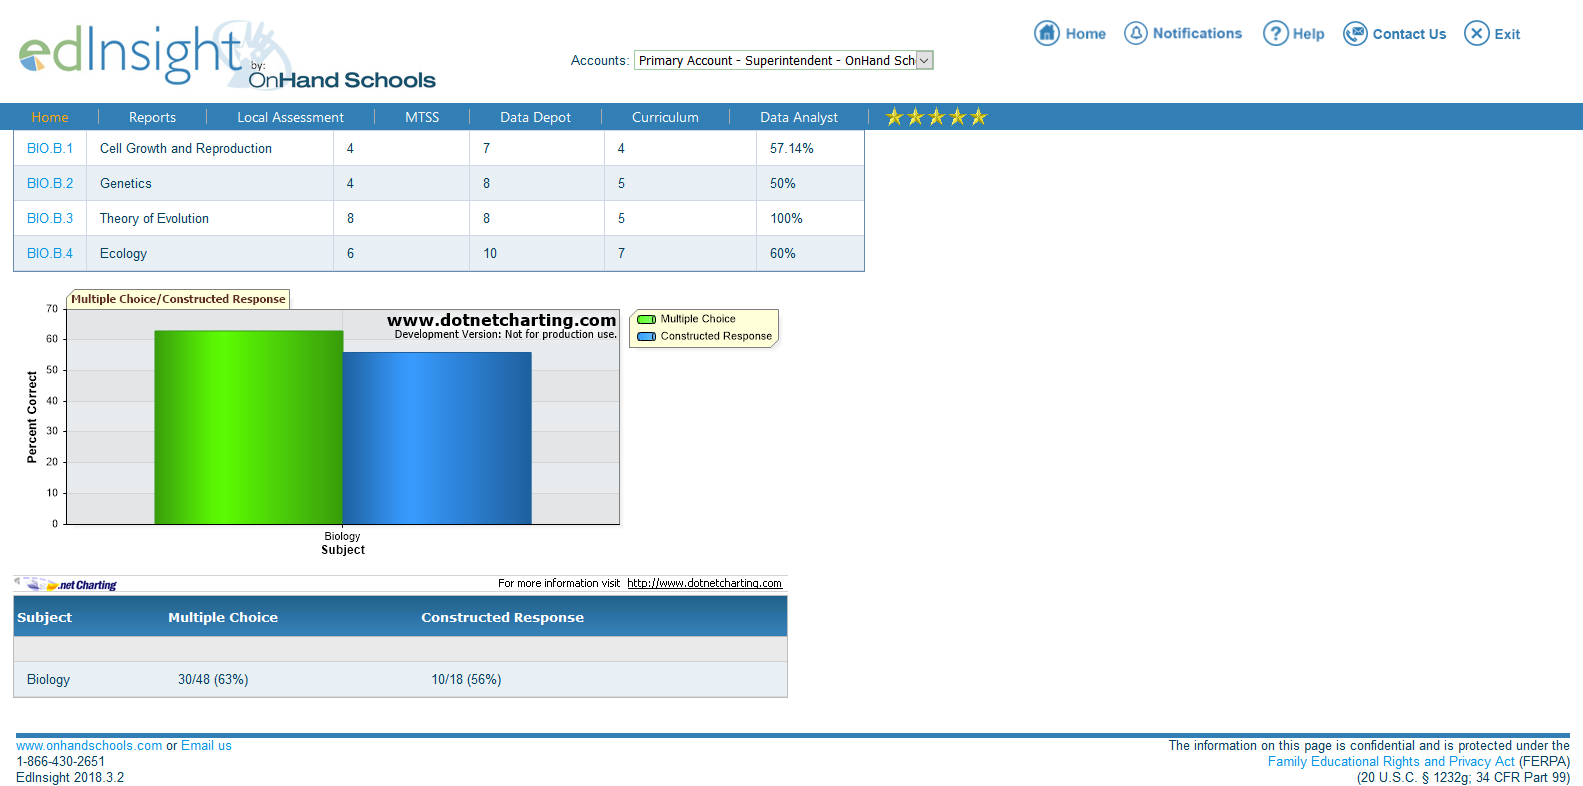 edInsight
by:
OnHand Schools
Accounts: Primary Account - Superintendent - OnHand Sch
Home Notifications Help Contact Us Exit
Home Reports Local Assessment MTSS Data Depot Curriculum Data Analyst
BIO.B.1 Cell Growth and Reproduction 4 7 4 57.14%
BIO.B.2 Genetics 4 8 5 50%
BIO.B.3 Theory of Evolution 8 8 5 100%
BIO.B.4 Ecology 6 10 7 60%
Multiple Choice/Constructed Response
www.dotnetcharting.com
Development Version: Not for production use.
Multiple Choice
Constructed Response
Percent Correct
70
60
50
40
30
20
10
0
Biology
Subject
.net Charting
For more information visit http://www.dotnetcharting.com
Subject Multiple Choice Constructed Response
Biology 30/48 (63%) 10/18 (56%)
www.onhandschools.com or Email us
1-866-430-2651
EdInsight 2018.3.2
The information on this page is confidential and is protected under the
Family Educational Rights and Privacy Act (FERPA)
(20 U.S.C. § 1232g; 34 CFR Part 99)